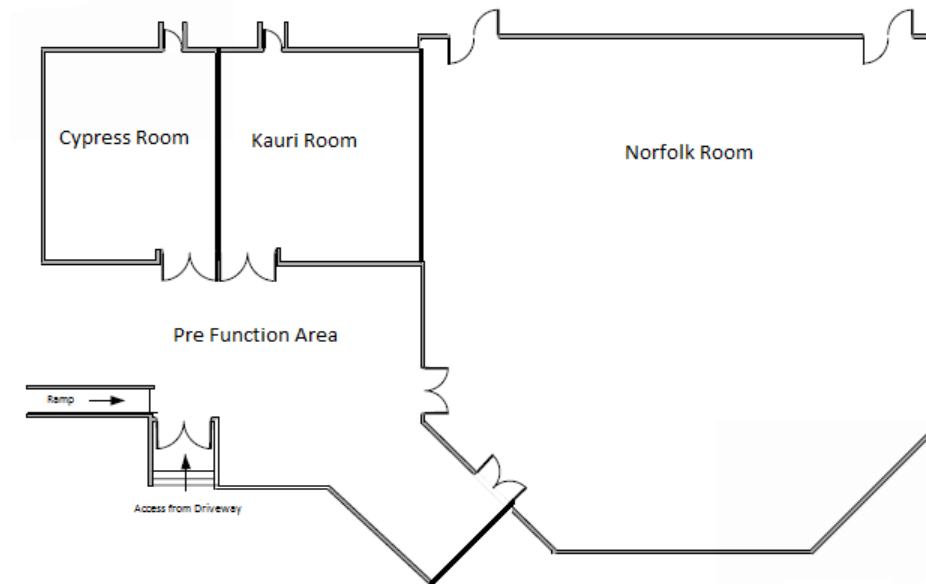 Cypress Room
Kauri Room
Norfolk Room
Pre Function Area
Ramp
Access from Driveway